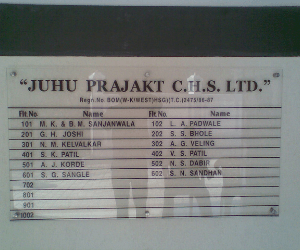 "JUHU PRAJAKT C.H.S. LTD."
Regn.No. BOM(W-K/WEST)HSG(T.C.)2473/86-87
Flt No Name Flt No Name
101 M. K. & B. M. SANJANWALA 102 L. A. PADWALE
201 G. H. JOSHI 202 S. S. BHOLE
301 N. M. KELVALKAR 302 A. G. VELING
401 S. K. PATIL 402 V. S. PATIL
501 A. J. KORDE 502 N. S. DABIR
601 S. G. SANGLE 602 S. N. SANDHAN
702
801
901
1002